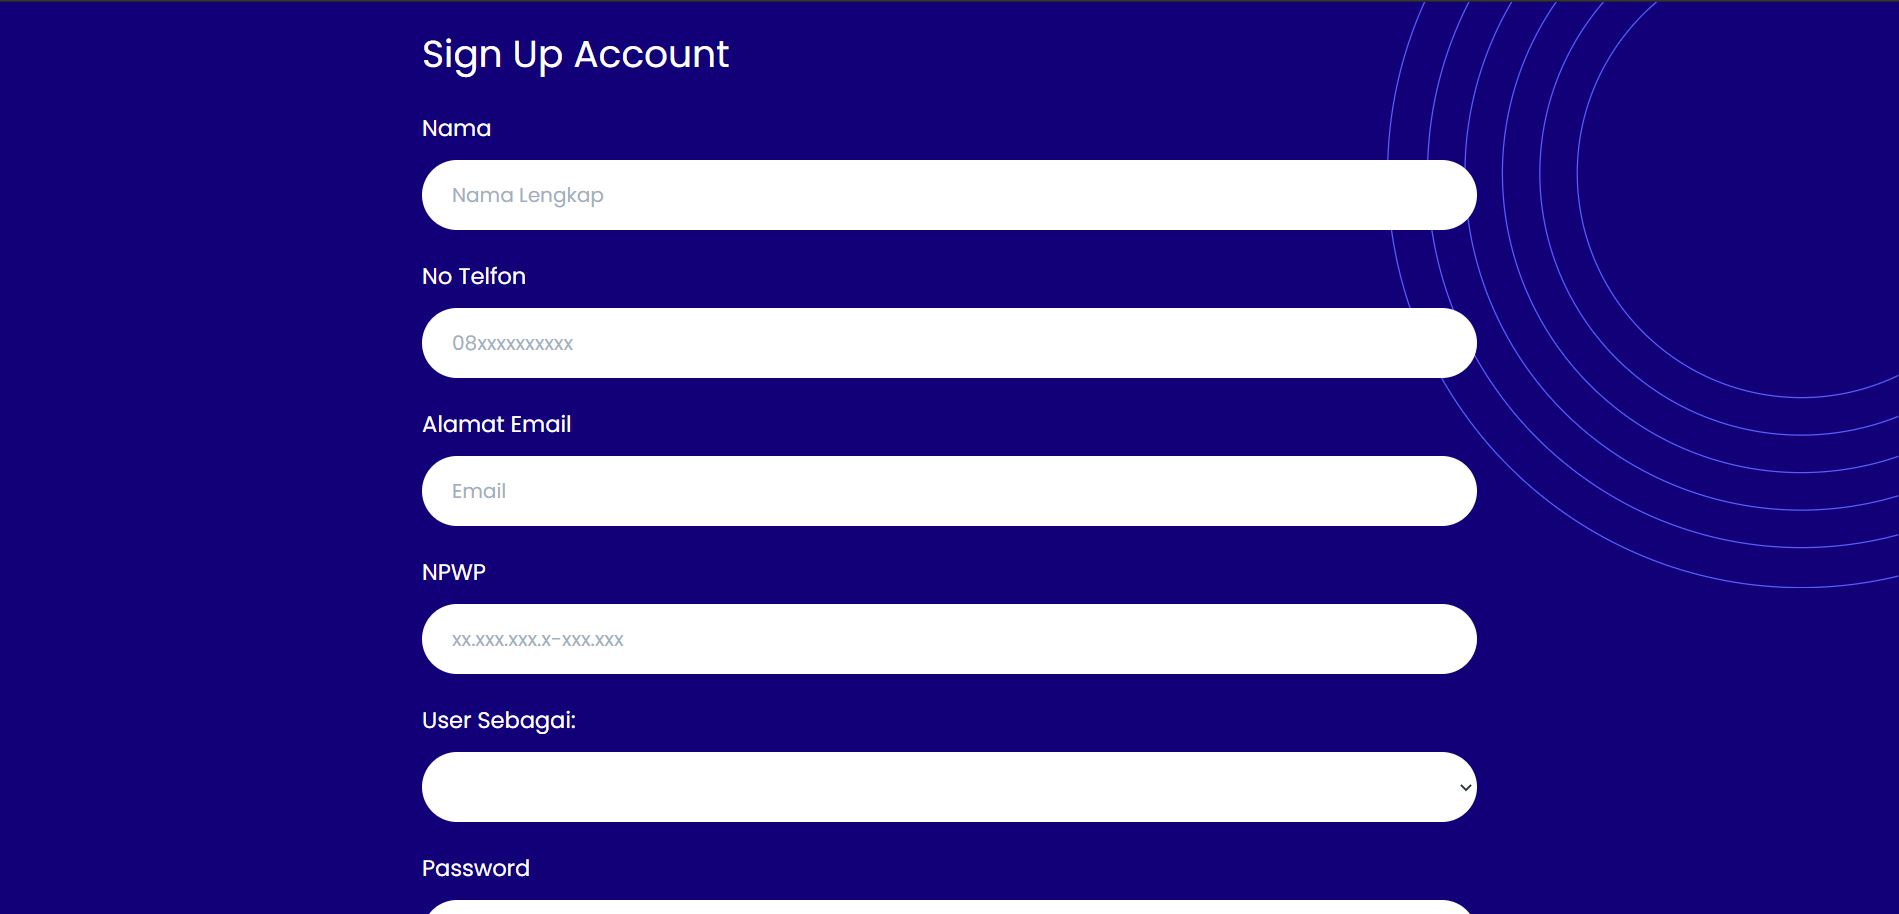 Sign Up Account
Nama
Nama Lengkap
No Telfon
08xxxxxxxxxx
Alamat Email
Email
NPWP
xx.xxx.xxx.x-xxx.xxx
User Sebagai:
Password